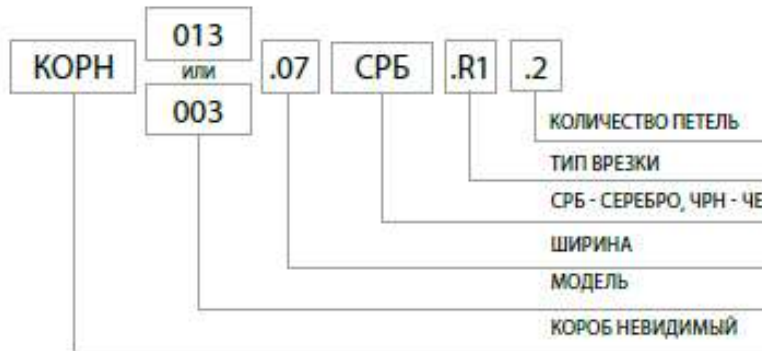 КОРН 013 или 003 .07 СРБ .R1 .2
КОЛИЧЕСТВО ПЕТЕЛЬ
ТИП ВРЕЗКИ
СРБ - СЕРЕБРО, ЧРН - ЧЕ
ШИРИНА
МОДЕЛЬ
КОРОБ НЕВИДИМЫЙ